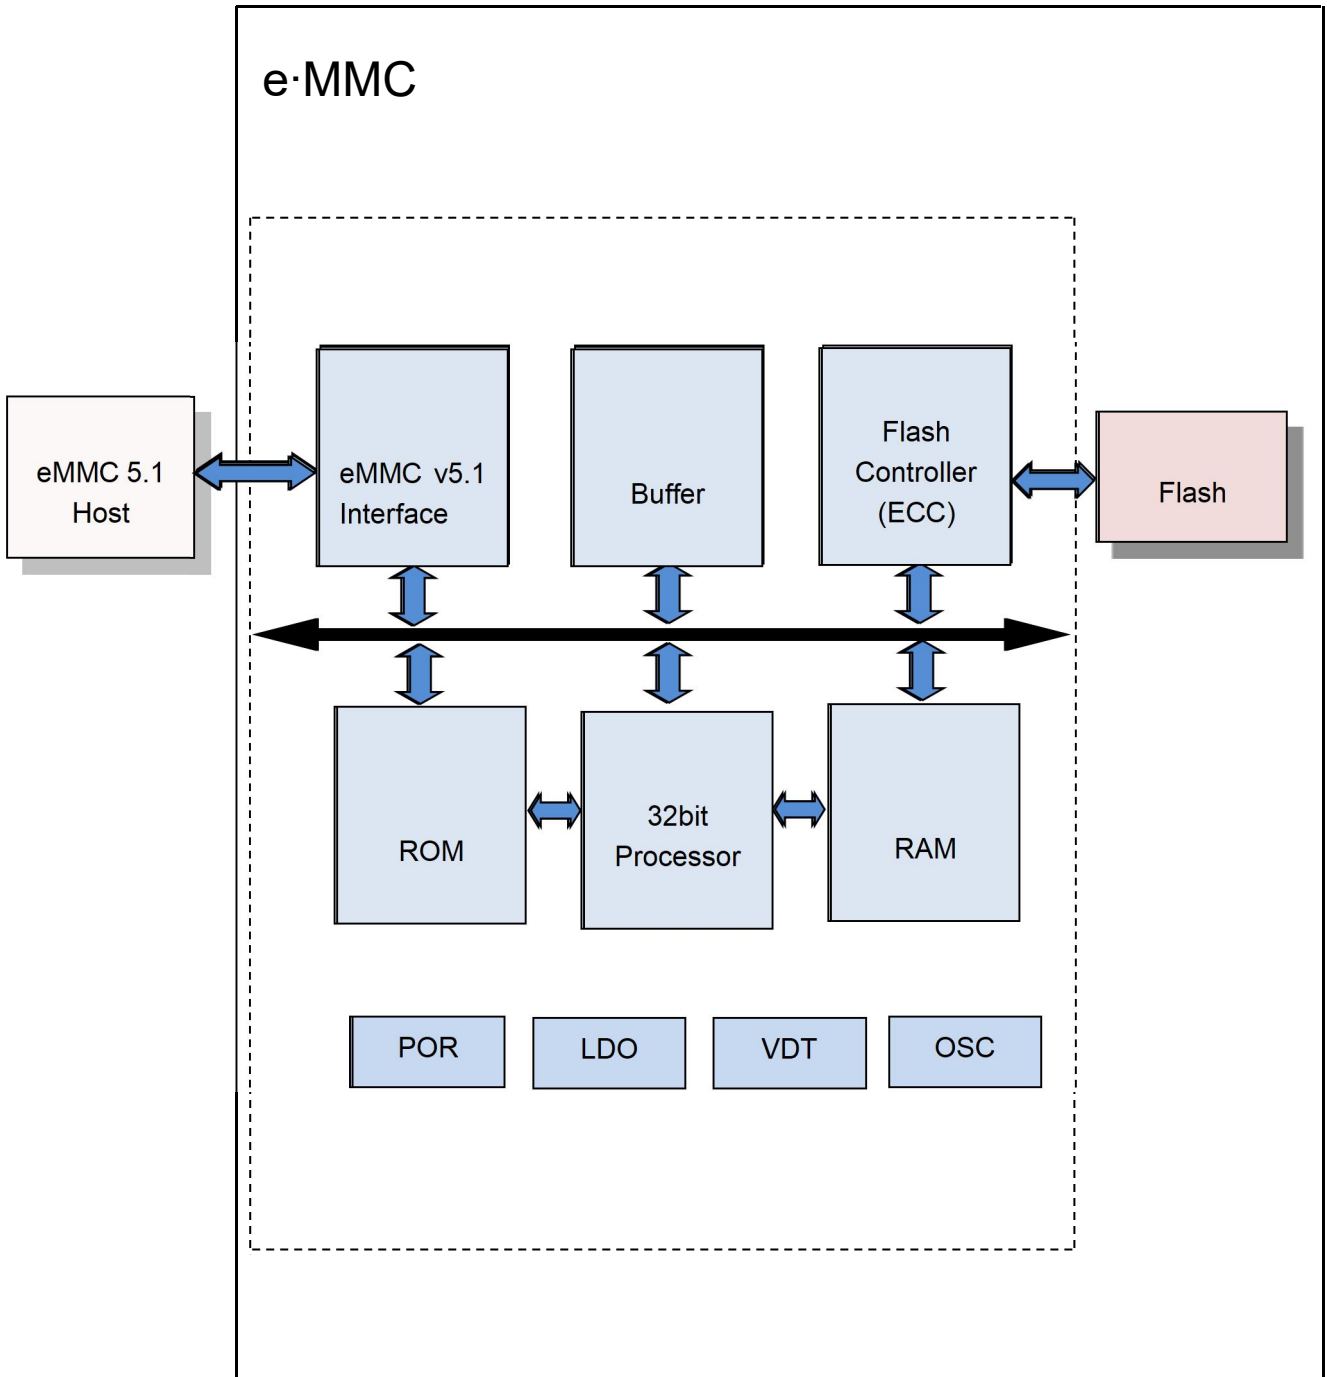 e·MMC
eMMC 5.1
Host
eMMC v5.1
Interface
Buffer
Flash
Controller
(ECC)
Flash
ROM
32bit
Processor
RAM
POR
LDO
VDT
OSC